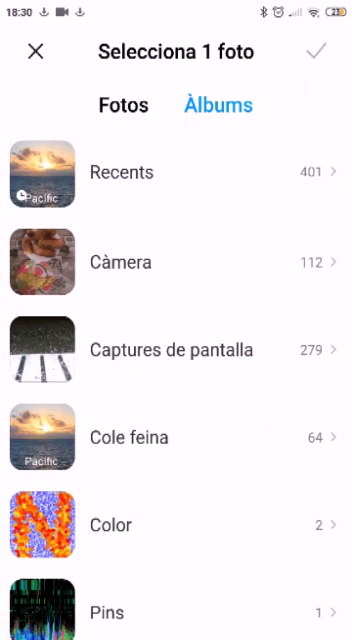 18:30
23
Selecciona 1 foto
Fotos
Àlbums
Pacific
Recents
401
Càmera
112
Captures de pantalla
279
Pacific
Cole feina
64
Color
2
Pins
1